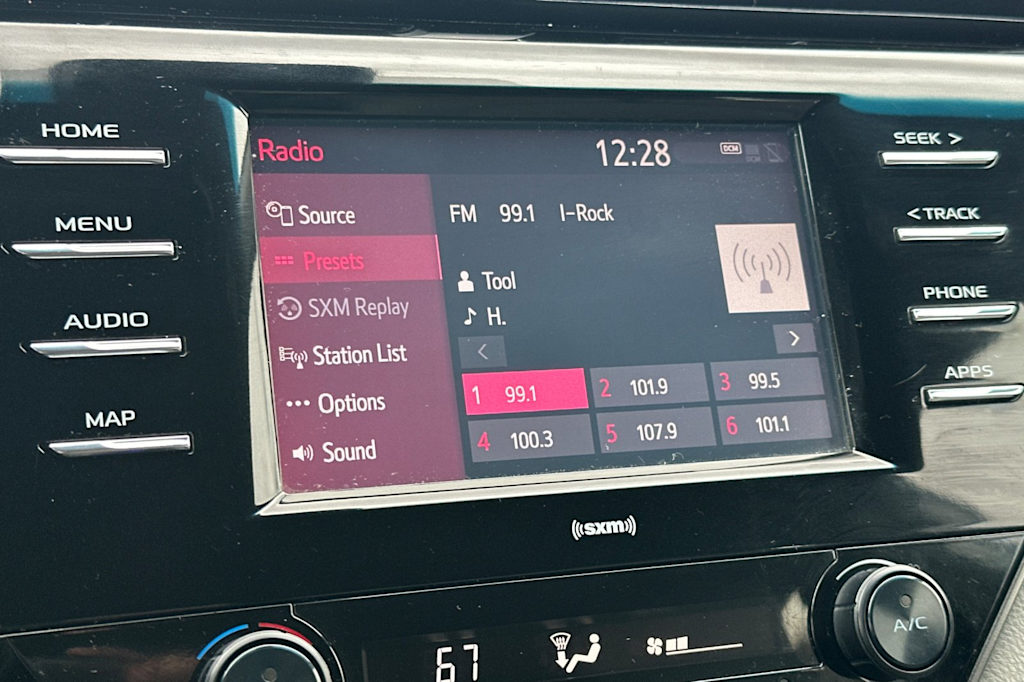 HOME
MENU
AUDIO
MAP
Radio
12:28
DCM
Source
Presets
SXM Replay
Station List
Options
Sound
FM 99.1 I-Rock
Tool
H.
< >
1 99.1 2 101.9 3 99.5
4 100.3 5 107.9 6 101.1
SEEK >
< TRACK
PHONE
APPS
((sxm))
67
A/C